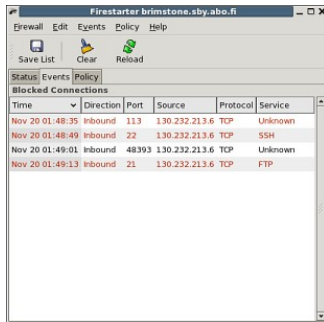 Firestarter brimstone.sby.abo.fi
Firewall Edit Events Policy Help
Save List Clear Reload
Status Events Policy
Blocked Connections
Time Direction Port Source Protocol Service
Nov 20 01:48:35 Inbound 113 130.232.213.6 TCP Unknown
Nov 20 01:48:49 Inbound 22 130.232.213.6 TCP SSH
Nov 20 01:49:01 Inbound 48393 130.232.213.6 TCP Unknown
Nov 20 01:49:13 Inbound 21 130.232.213.6 TCP FTP